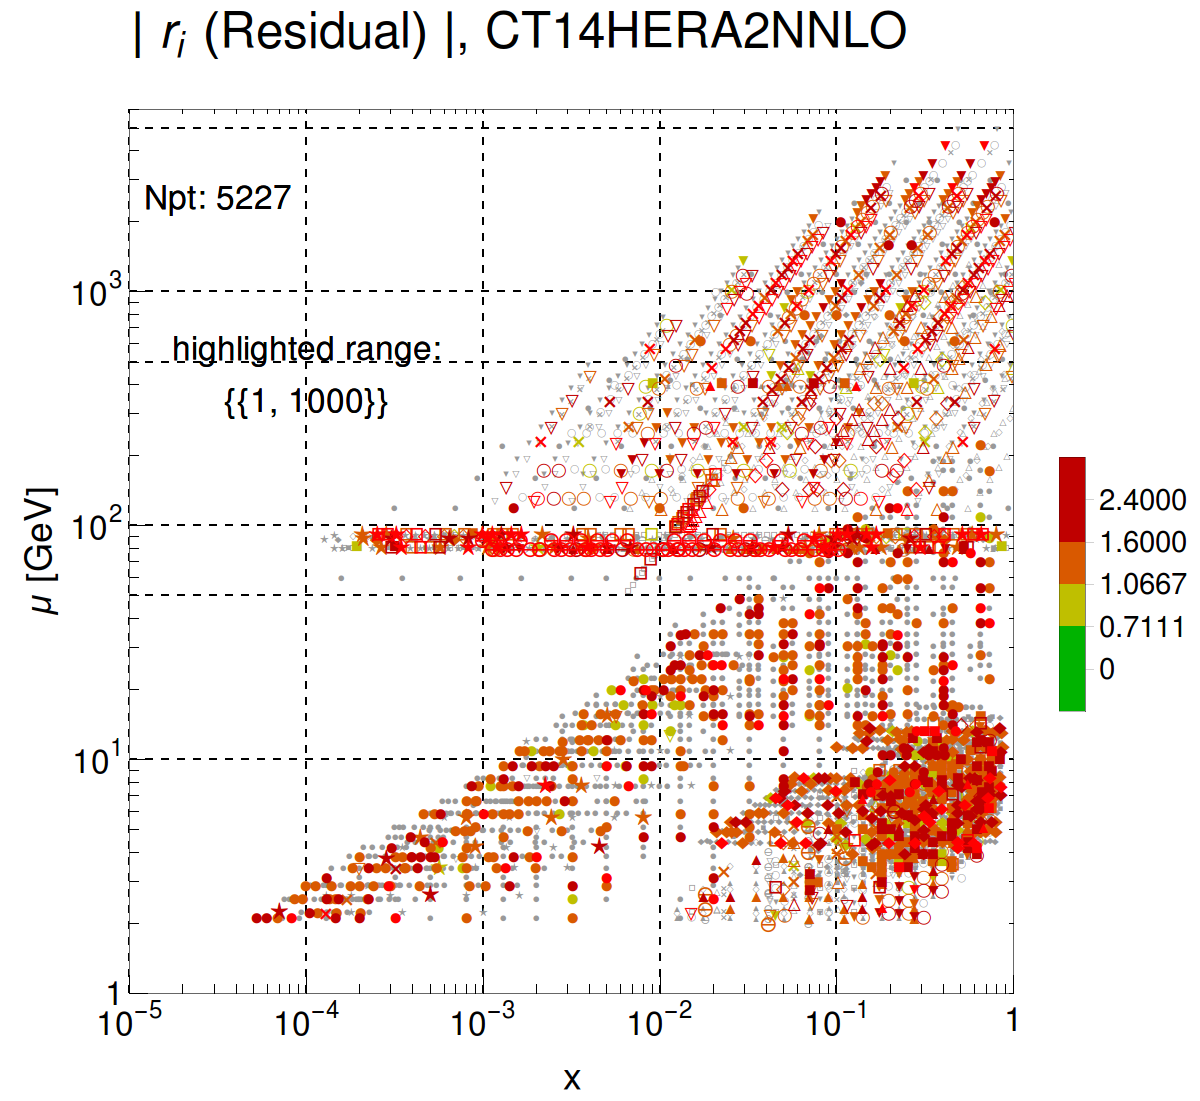 | r_i (Residual) |, CT14HERA2NNLO
Npt: 5227
highlighted range:
{{1, 1000}}
μ [GeV]
10^3
10^2
10^1
1
10^−5 10^−4 10^−3 10^−2 10^−1 1
x
2.4000
1.6000
1.0667
0.7111
0